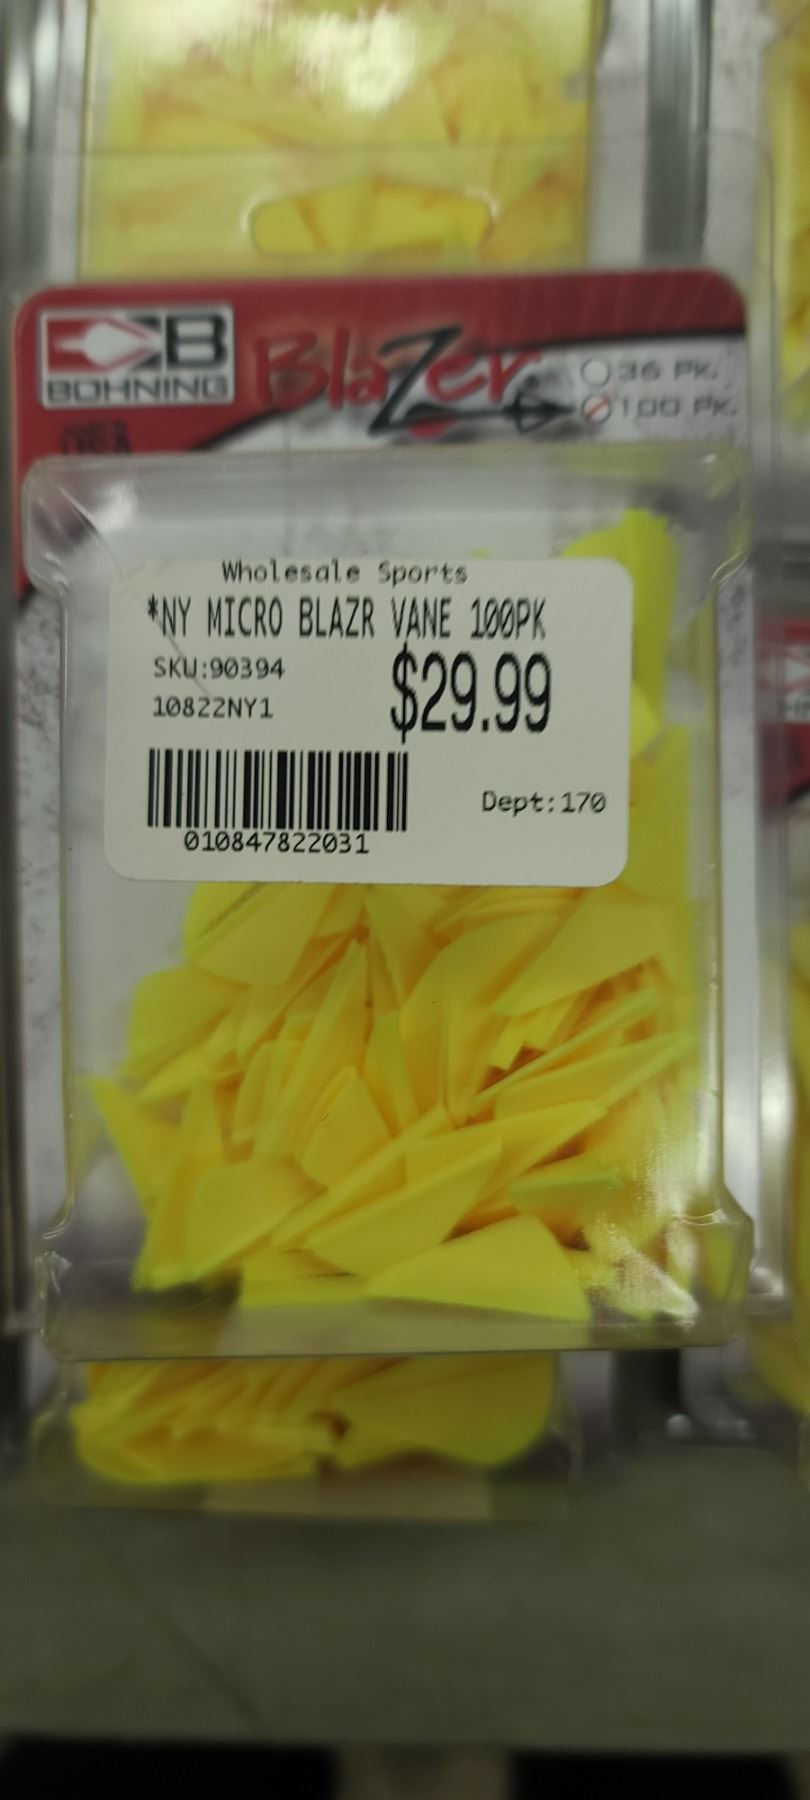 BOHNING
Blazer
36 PK.
100 PK.
USA
Wholesale Sports
*NY MICRO BLAZR VANE 100PK
SKU:90394
$29.99
10822NY1
Dept:170
010847822031